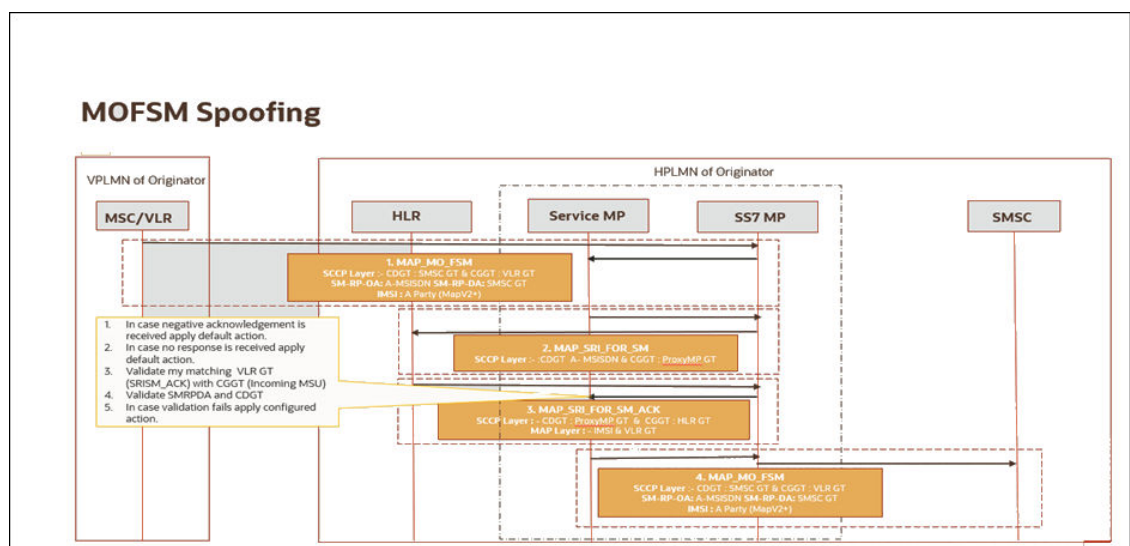 MOFSM Spoofing
VPLMN of Originator
HPLMN of Originator
MSC/VLR
HLR
Service MP
SS7 MP
SMSC
1. MAP_MO_FSM
SCCP Layer :- CDGT : SMSC GT & CGGT : VLR GT
SM-RP-OA: A-MSISDN SM-RP-DA: SMSC GT
IMSI : A Party (MapV2+)
1. In case negative acknowledgement is
received apply default action.
2. In case no response is received apply
default action.
3. Validate my matching VLR GT
(SRISM_ACK) with CGGT (Incoming MSU)
4. Validate SMRPDA and CDGT
5. In case validation fails apply configured
action.
2. MAP_SRI_FOR_SM
SCCP Layer :- :CDGT A- MSISDN & CGGT : ProxyMP GT
3. MAP_SRI_FOR_SM_ACK
SCCP Layer : - CDGT : ProxyMP GT & CGGT : HLR GT
MAP Layer : - IMSI & VLR GT
4. MAP_MO_FSM
SCCP Layer :- CDGT : SMSC GT & CGGT : VLR GT
SM-RP-OA: A-MSISDN SM-RP-DA: SMSC GT
IMSI : A Party (MapV2+)